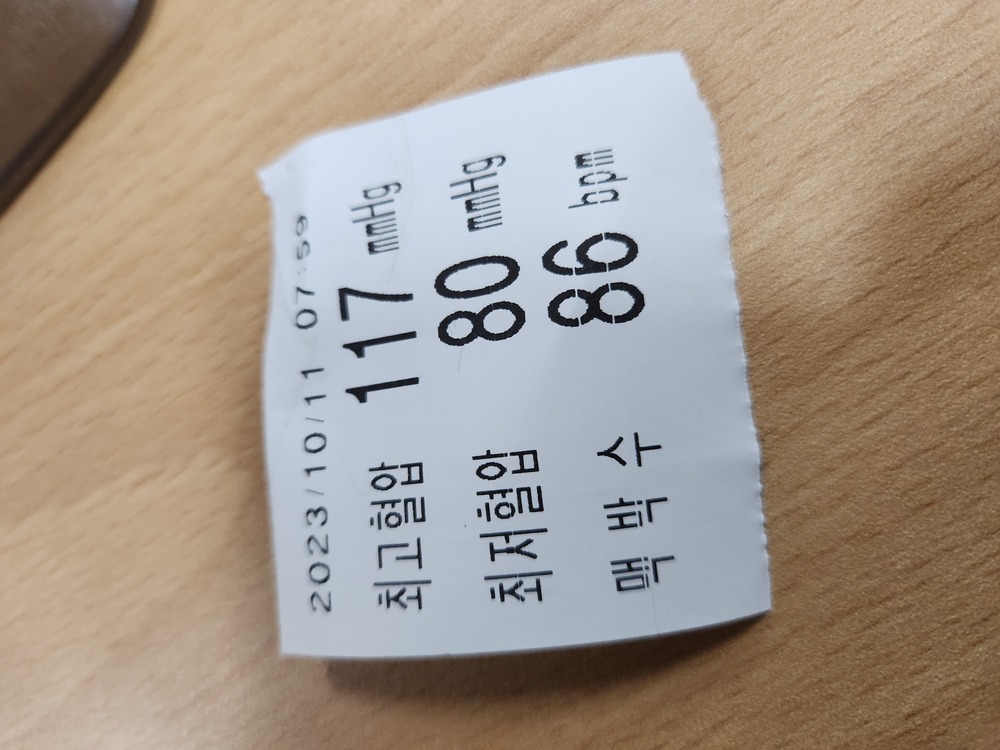 2023/10/11 07:59
최고혈압 117 mmHg
최저혈압 80 mmHg
맥 박 수 86 bpm